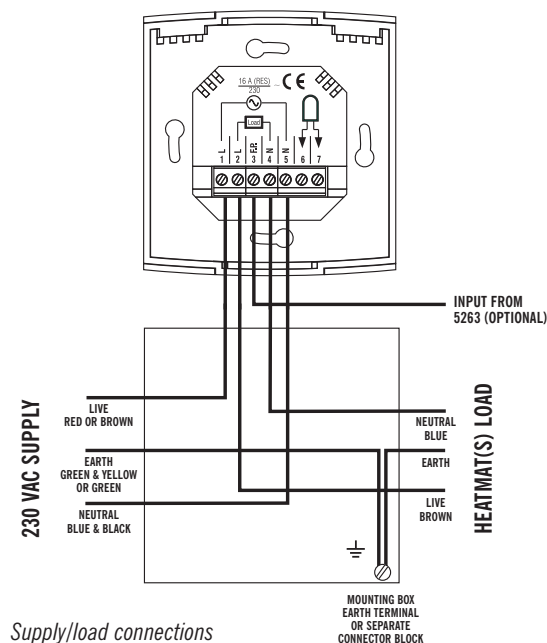 16 A (RES)
230 ~ CE
Load
L L F.P. N N
1 2 3 4 5 6 7
INPUT FROM
5263 (OPTIONAL)
230 VAC SUPPLY
LIVE
RED OR BROWN
EARTH
GREEN & YELLOW
OR GREEN
NEUTRAL
BLUE & BLACK
NEUTRAL
BLUE
EARTH
LIVE
BROWN
HEATMAT(S) LOAD
MOUNTING BOX
EARTH TERMINAL
OR SEPARATE
CONNECTOR BLOCK
Supply/load connections